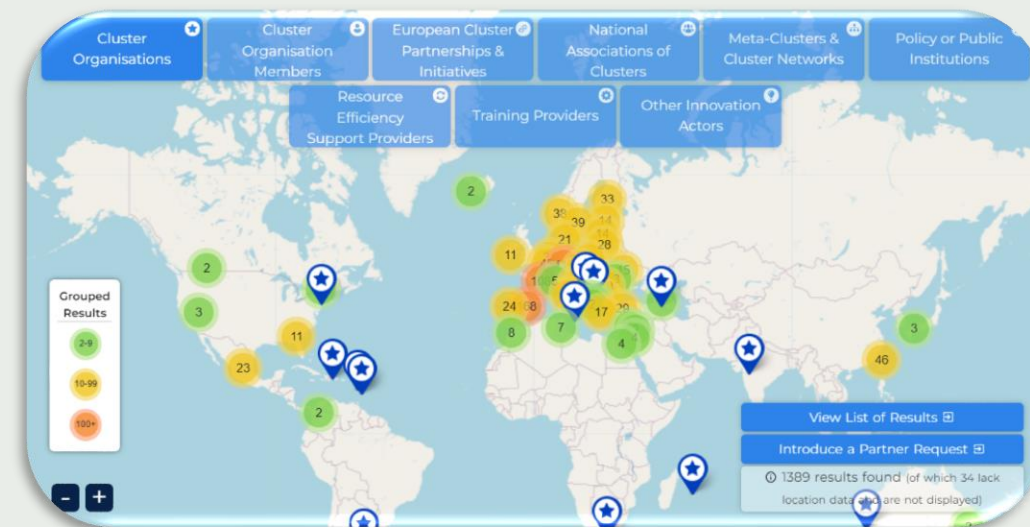 Cluster
Organisations
Cluster
Organisation
Members
European Cluster
Partnerships &
Initiatives
National
Associations of
Clusters
Meta-Clusters &
Cluster Networks
Policy or Public
Institutions
Resource
Efficiency
Support Providers
Training Providers
Other Innovation
Actors
2
33
39
21
28
11
2
24
17
3
8
7
4
11
23
46
3
2
Grouped
Results
2-9
10-99
100+
- +
View List of Results
Introduce a Partner Request
1389 results found (of which 34 lack
location data and are not displayed)